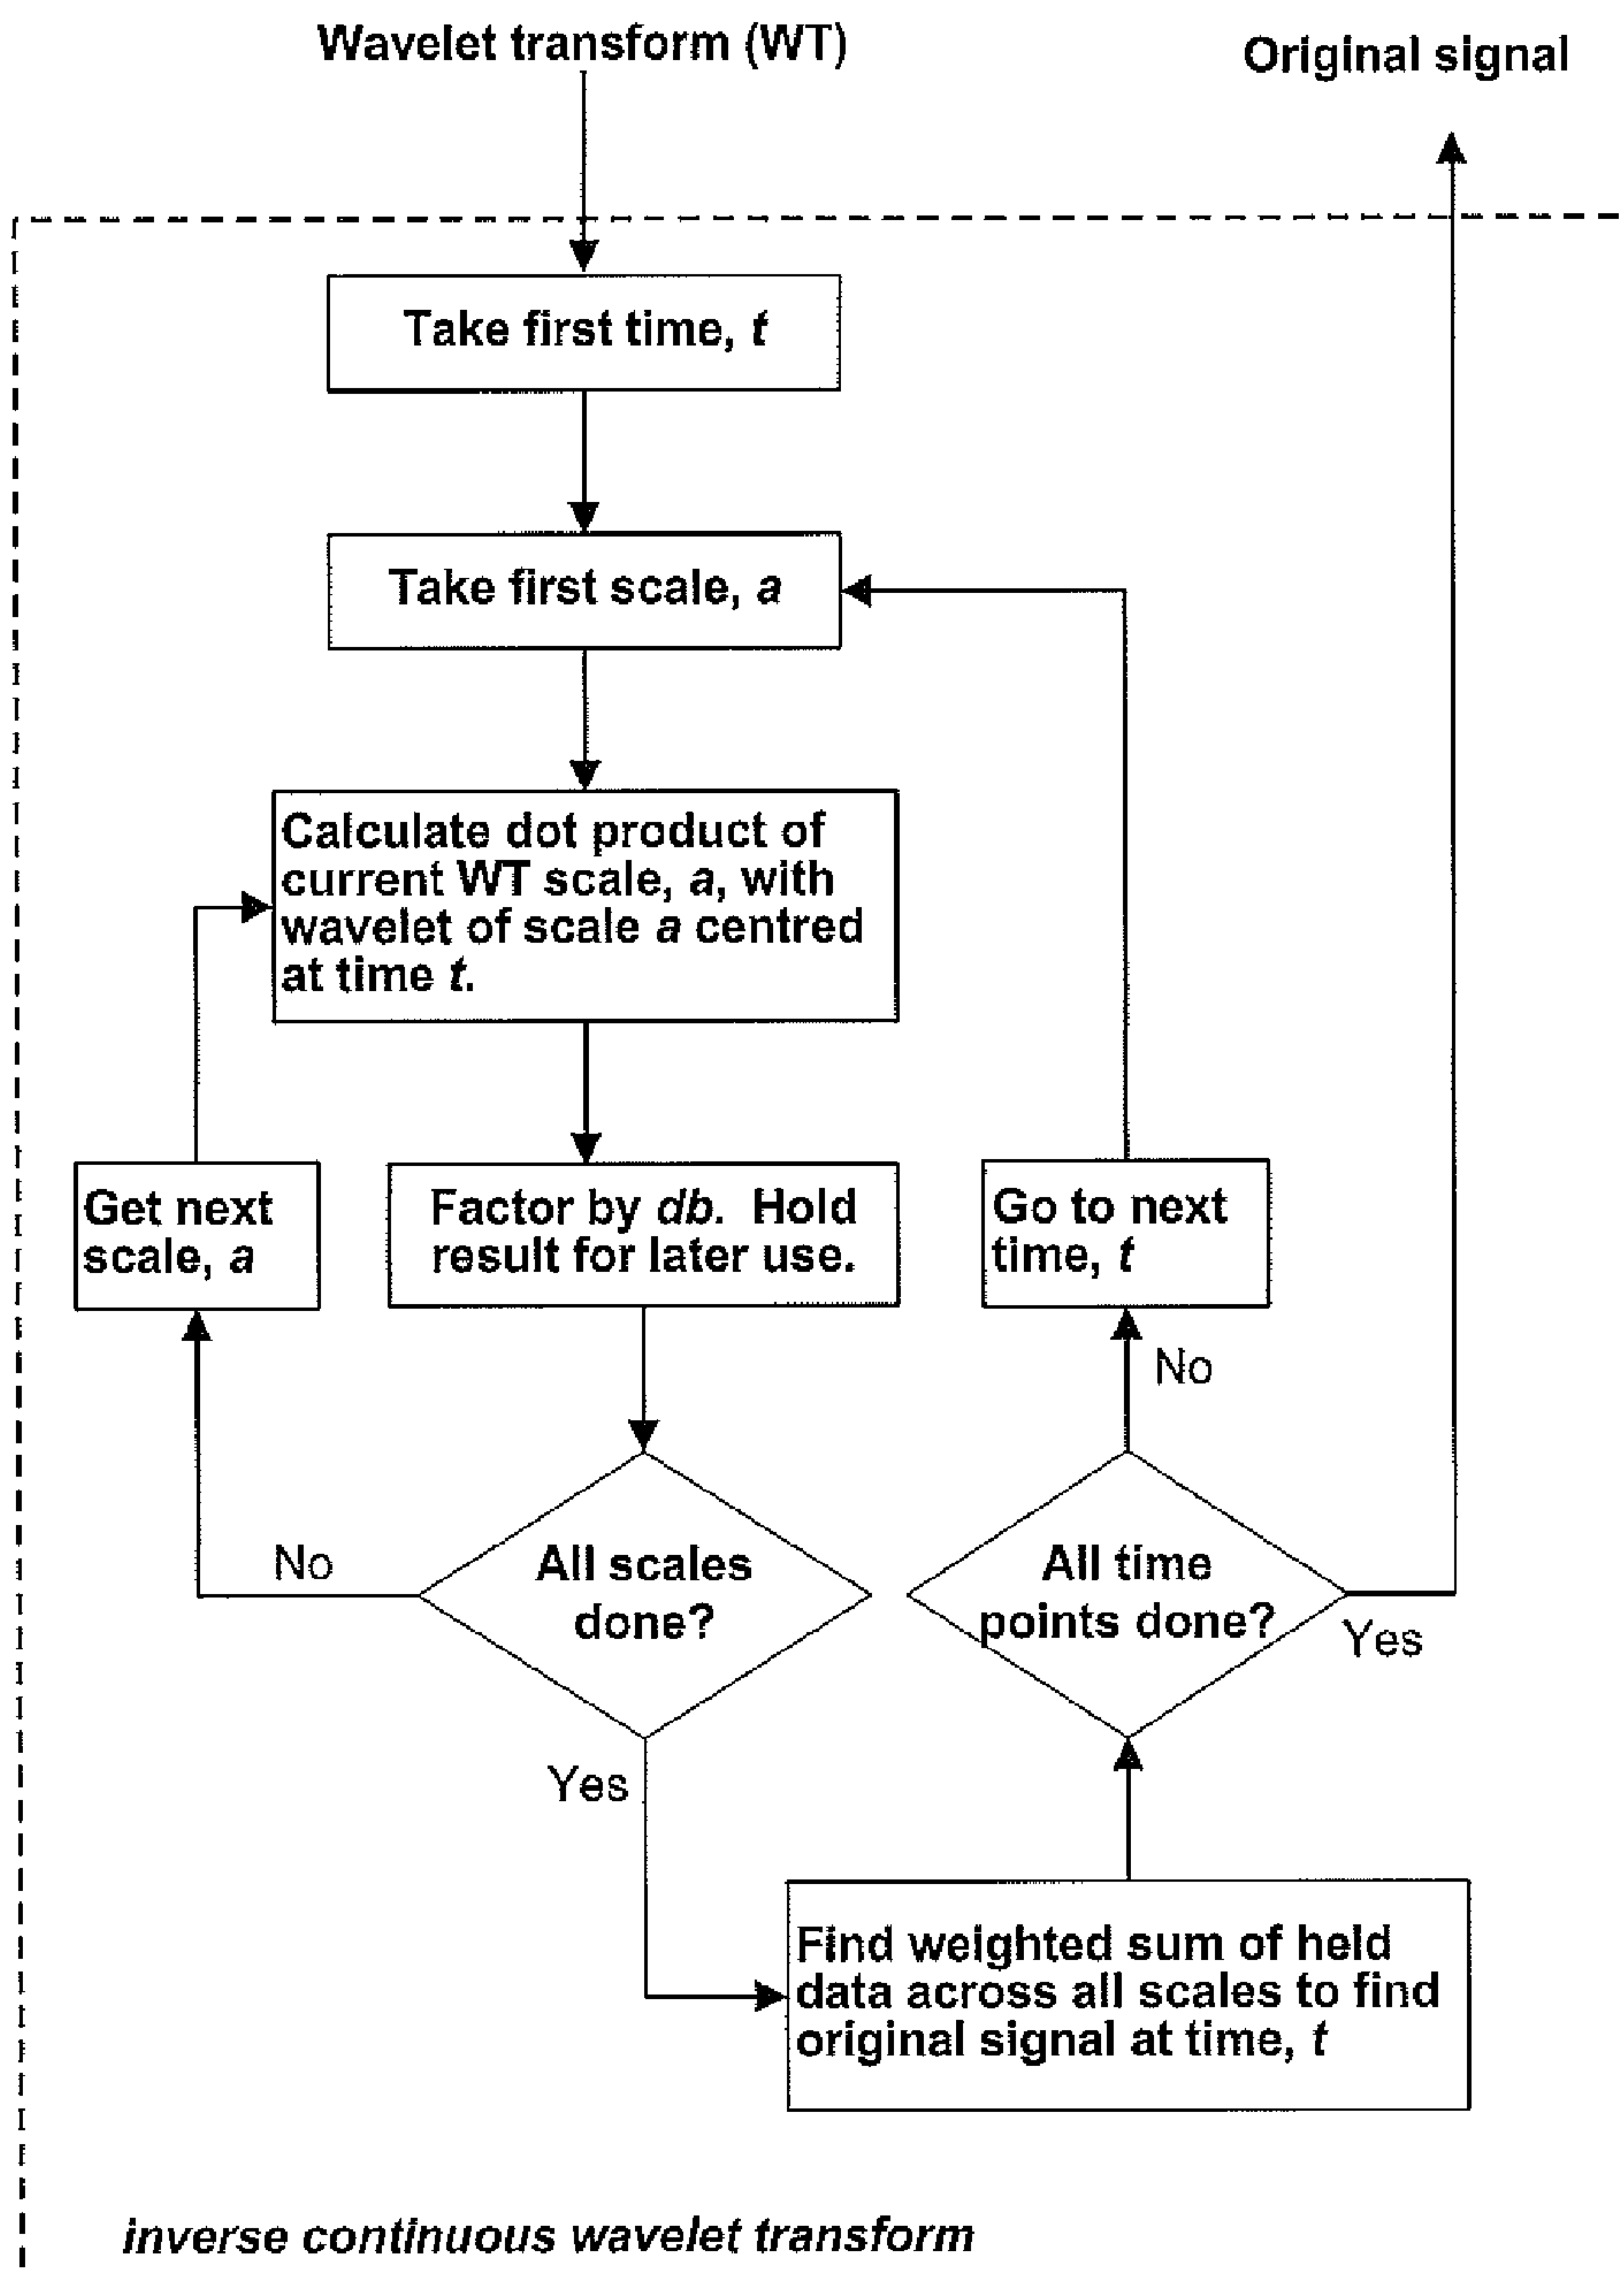 Wavelet transform (WT)
Original signal
Take first time, t
Take first scale, a
Calculate dot product of
current WT scale, a, with
wavelet of scale a centred
at time t.
Get next
scale, a
Factor by db. Hold
result for later use.
Go to next
time, t
No
No
All scales
done?
All time
points done?
Yes
Yes
Find weighted sum of held
data across all scales to find
original signal at time, t
inverse continuous wavelet transform